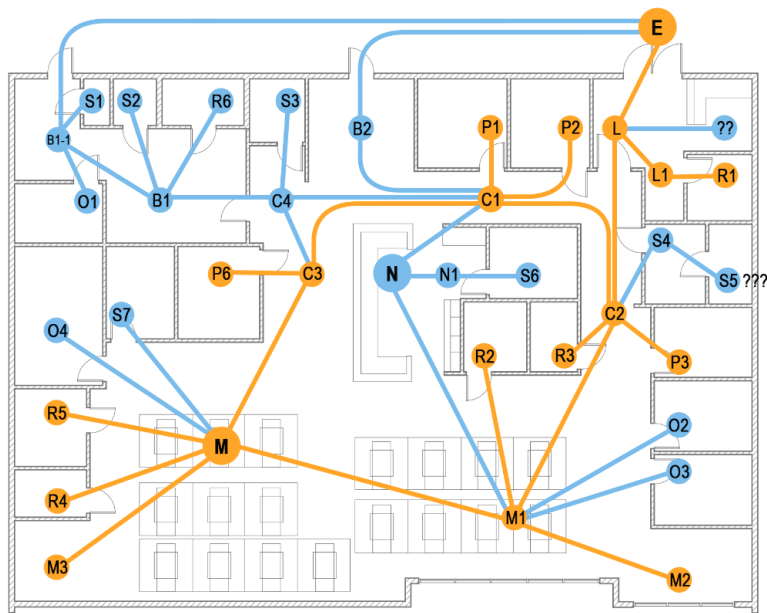 E
S1
S2
R6
S3
B2
P1
P2
L
??
B1-1
L1
R1
O1
B1
C4
C1
S4
P6
C3
N
N1
S6
S5 ???
S7
C2
O4
R2
R3
P3
R5
M
O2
O3
R4
M1
M3
M2